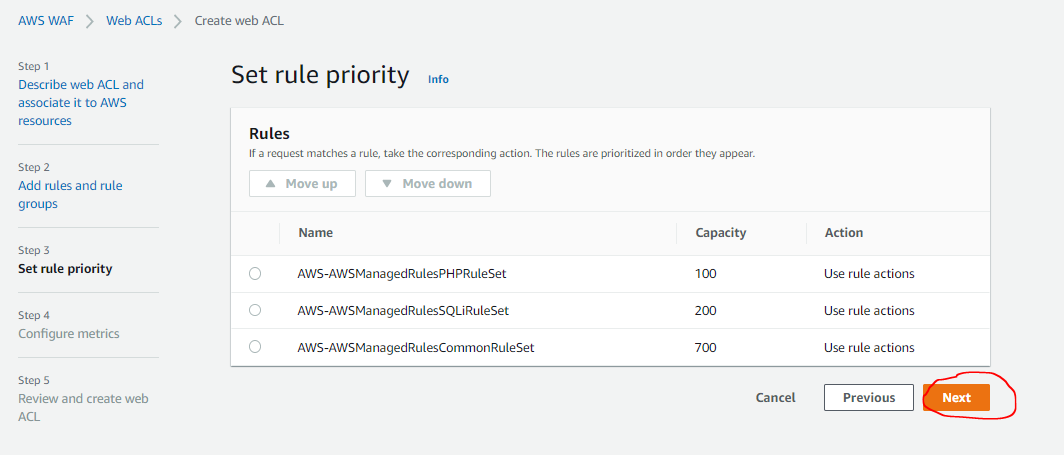 AWS WAF > Web ACLs > Create web ACL
Step 1
Describe web ACL and
associate it to AWS
resources
Step 2
Add rules and rule
groups
Step 3
Set rule priority
Step 4
Configure metrics
Step 5
Review and create web
ACL
Set rule priority Info
Rules
If a request matches a rule, take the corresponding action. The rules are prioritized in order they appear.
▲ Move up ▼ Move down
Name Capacity Action
AWS-AWSManagedRulesPHPRuleSet 100 Use rule actions
AWS-AWSManagedRulesSQLiRuleSet 200 Use rule actions
AWS-AWSManagedRulesCommonRuleSet 700 Use rule actions
Cancel Previous Next